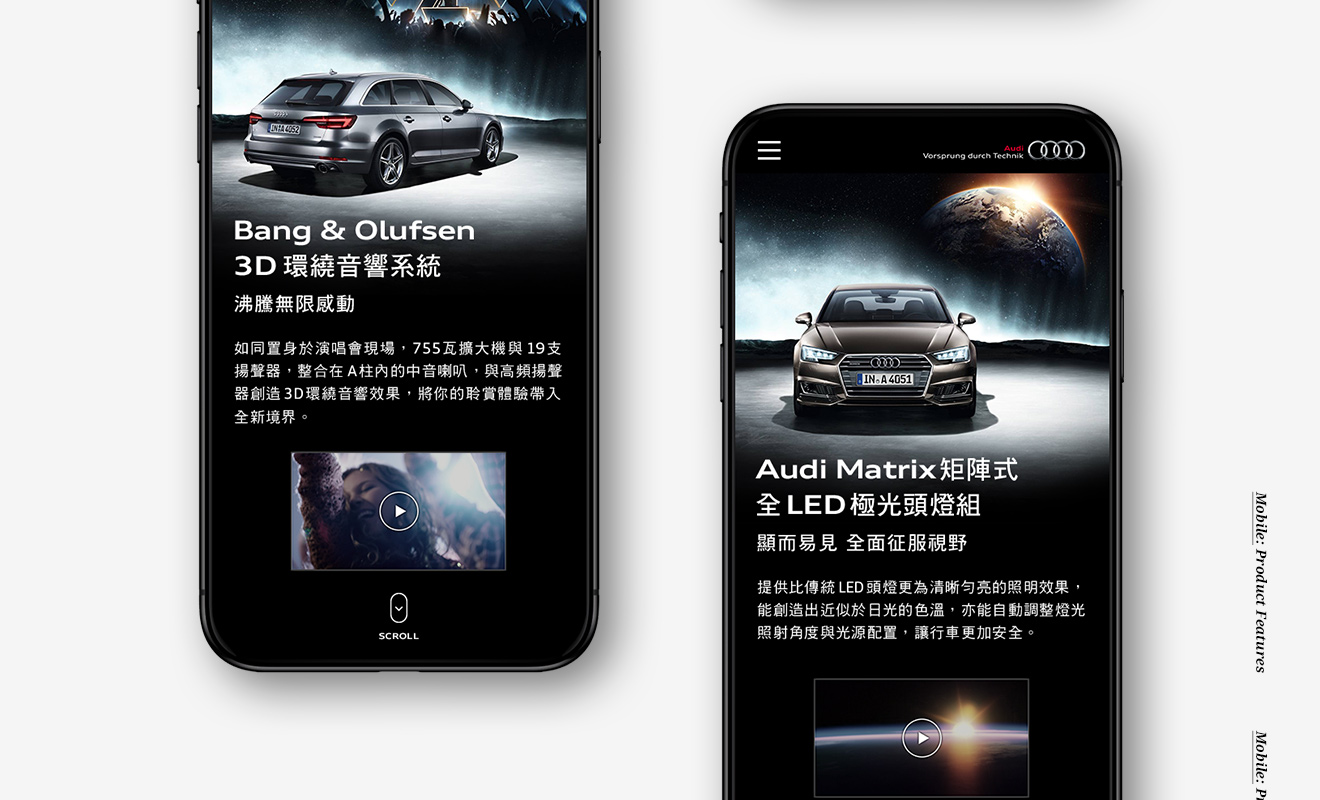 IN A 4052
Bang & Olufsen
3D 環繞音響系統
沸騰無限感動
如同置身於演唱會現場，755瓦擴大機與 19支
揚聲器，整合在 A柱內的中音喇叭，與高頻揚聲
器創造3D環繞音響效果，將你的聆賞體驗帶入
全新境界。
SCROLL
Audi
Vorsprung durch Technik
IN A 4051
Audi Matrix矩陣式
全LED極光頭燈組
顯而易見 全面征服視野
提供比傳統 LED頭燈更為清晰勻亮的照明效果，
能創造出近似於日光的色溫，亦能自動調整燈光
照射角度與光源配置，讓行車更加安全。
Mobile: Product Features
Mobile: